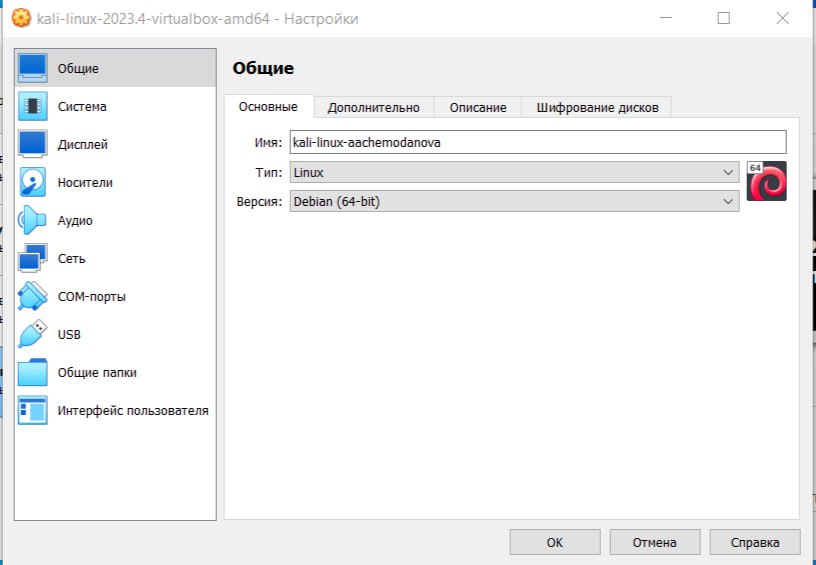 kali-linux-2023.4-virtualbox-amd64 - Настройки
Общие
Система
Дисплей
Носители
Аудио
Сеть
COM-порты
USB
Общие папки
Интерфейс пользователя
Общие
Основные Дополнительно Описание Шифрование дисков
Имя: kali-linux-aachemodanova
Тип: Linux
64
Версия: Debian (64-bit)
OK Отмена Справка